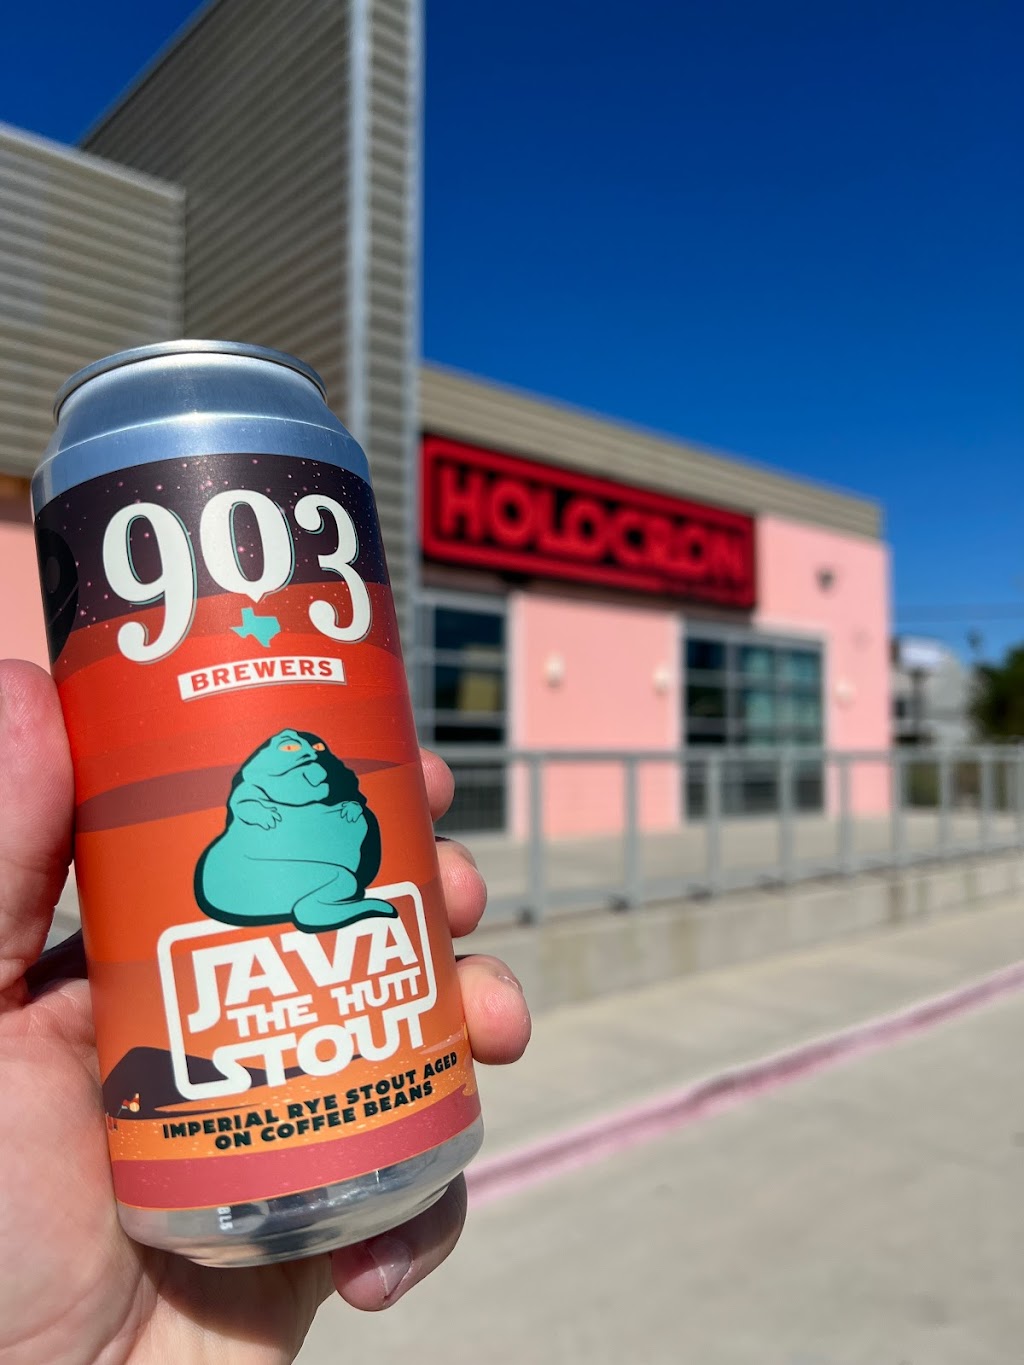 903
BREWERS
JAVA
THE HUTT
STOUT
IMPERIAL RYE STOUT AGED
ON COFFEE BEANS
HOLOCRON